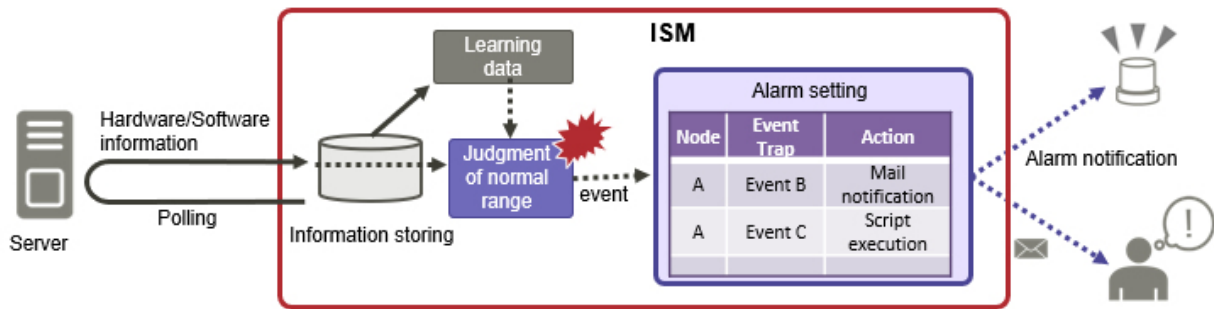 ISM
Learning
data
Hardware/Software
information
Polling
Server
Information storing
Judgment
of normal
range
event
Alarm setting
Node
Event
Trap
Action
A
Event B
Mail
notification
A
Event C
Script
execution
Alarm notification
!